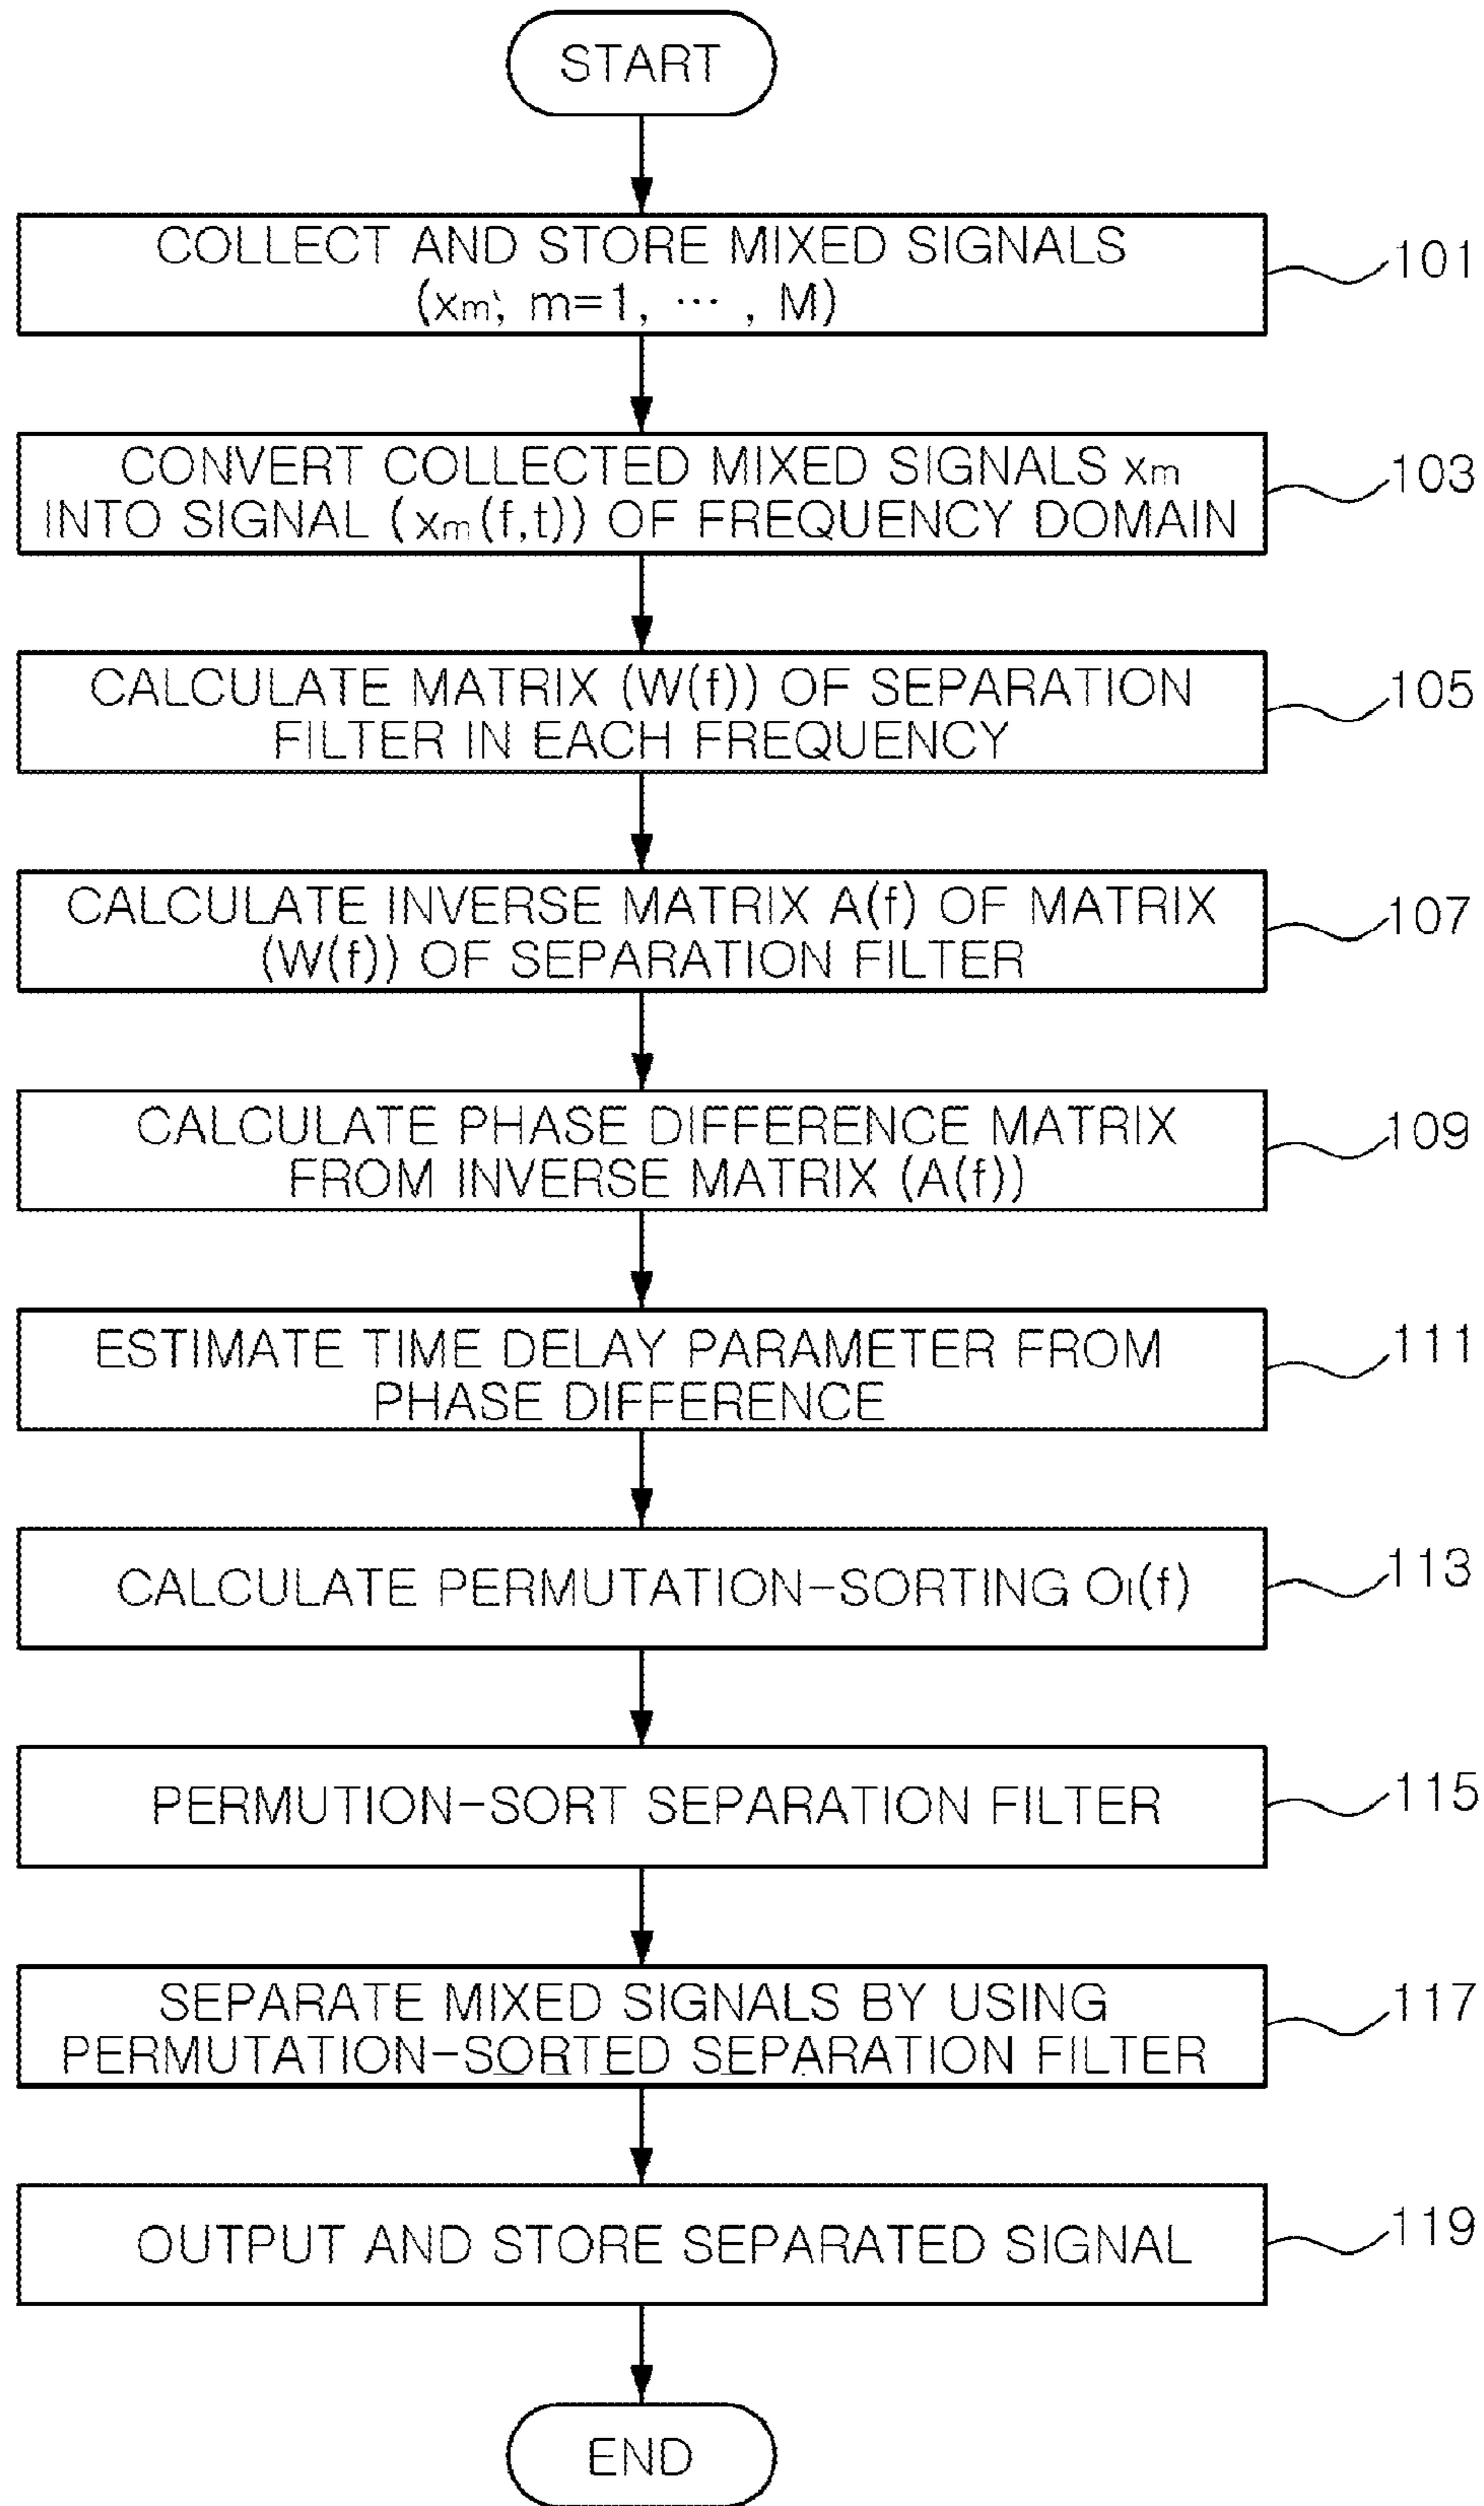 START
COLLECT AND STORE MIXED SIGNALS
(xm; m=1, ··· , M)
101
CONVERT COLLECTED MIXED SIGNALS xm
INTO SIGNAL (xm(f,t)) OF FREQUENCY DOMAIN
103
CALCULATE MATRIX (W(f)) OF SEPARATION
FILTER IN EACH FREQUENCY
105
CALCULATE INVERSE MATRIX A(f) OF MATRIX
(W(f)) OF SEPARATION FILTER
107
CALCULATE PHASE DIFFERENCE MATRIX
FROM INVERSE MATRIX (A(f))
109
ESTIMATE TIME DELAY PARAMETER FROM
PHASE DIFFERENCE
111
CALCULATE PERMUTATION-SORTING Ol(f)
113
PERMUTION-SORT SEPARATION FILTER
115
SEPARATE MIXED SIGNALS BY USING
PERMUTATION-SORTED SEPARATION FILTER
117
OUTPUT AND STORE SEPARATED SIGNAL
119
END